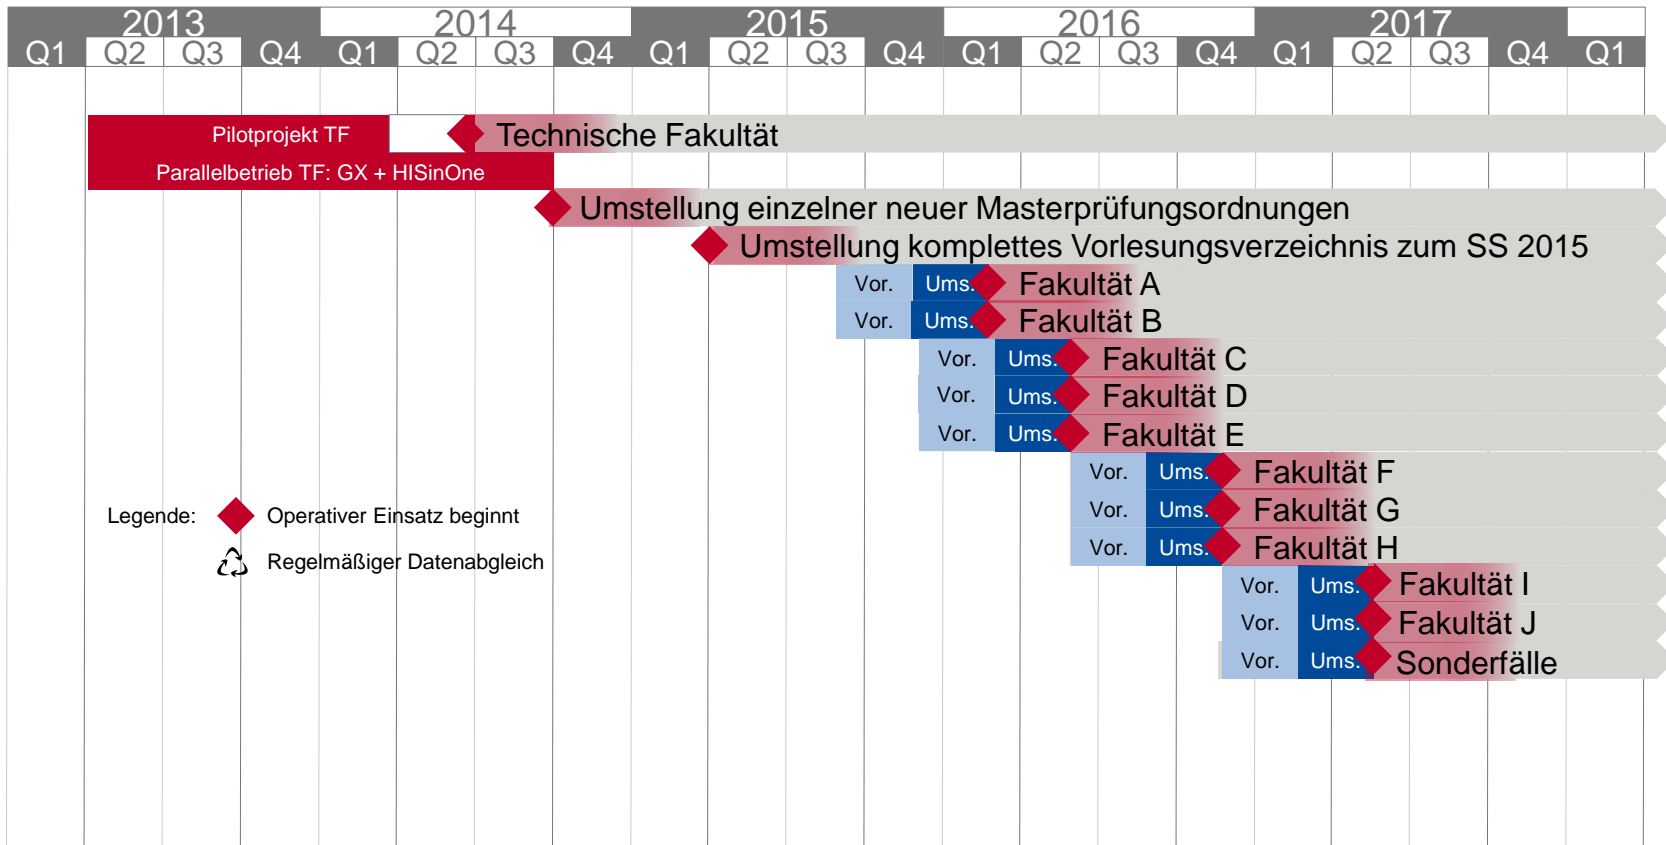 2013 2014 2015 2016 2017
Q1 Q2 Q3 Q4 Q1 Q2 Q3 Q4 Q1 Q2 Q3 Q4 Q1 Q2 Q3 Q4 Q1 Q2 Q3 Q4 Q1
Pilotprojekt TF Technische Fakultät
Parallelbetrieb TF: GX + HISinOne
Umstellung einzelner neuer Masterprüfungsordnungen
Umstellung komplettes Vorlesungsverzeichnis zum SS 2015
Vor. Ums. Fakultät A
Vor. Ums. Fakultät B
Vor. Ums. Fakultät C
Vor. Ums. Fakultät D
Vor. Ums. Fakultät E
Vor. Ums. Fakultät F
Vor. Ums. Fakultät G
Vor. Ums. Fakultät H
Vor. Ums. Fakultät I
Vor. Ums. Fakultät J
Vor. Ums. Sonderfälle
Legende: Operativer Einsatz beginnt
Regelmäßiger Datenabgleich